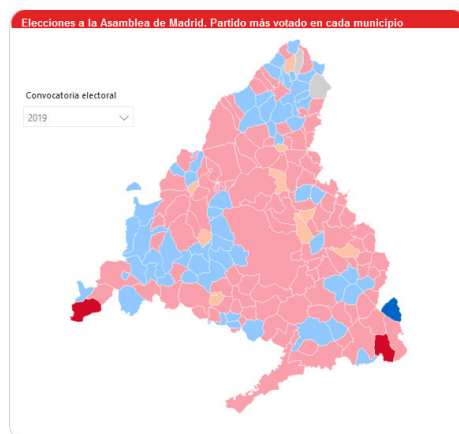 Elecciones a la Asamblea de Madrid. Partido más votado en cada municipio
Convocatoria electoral
2019